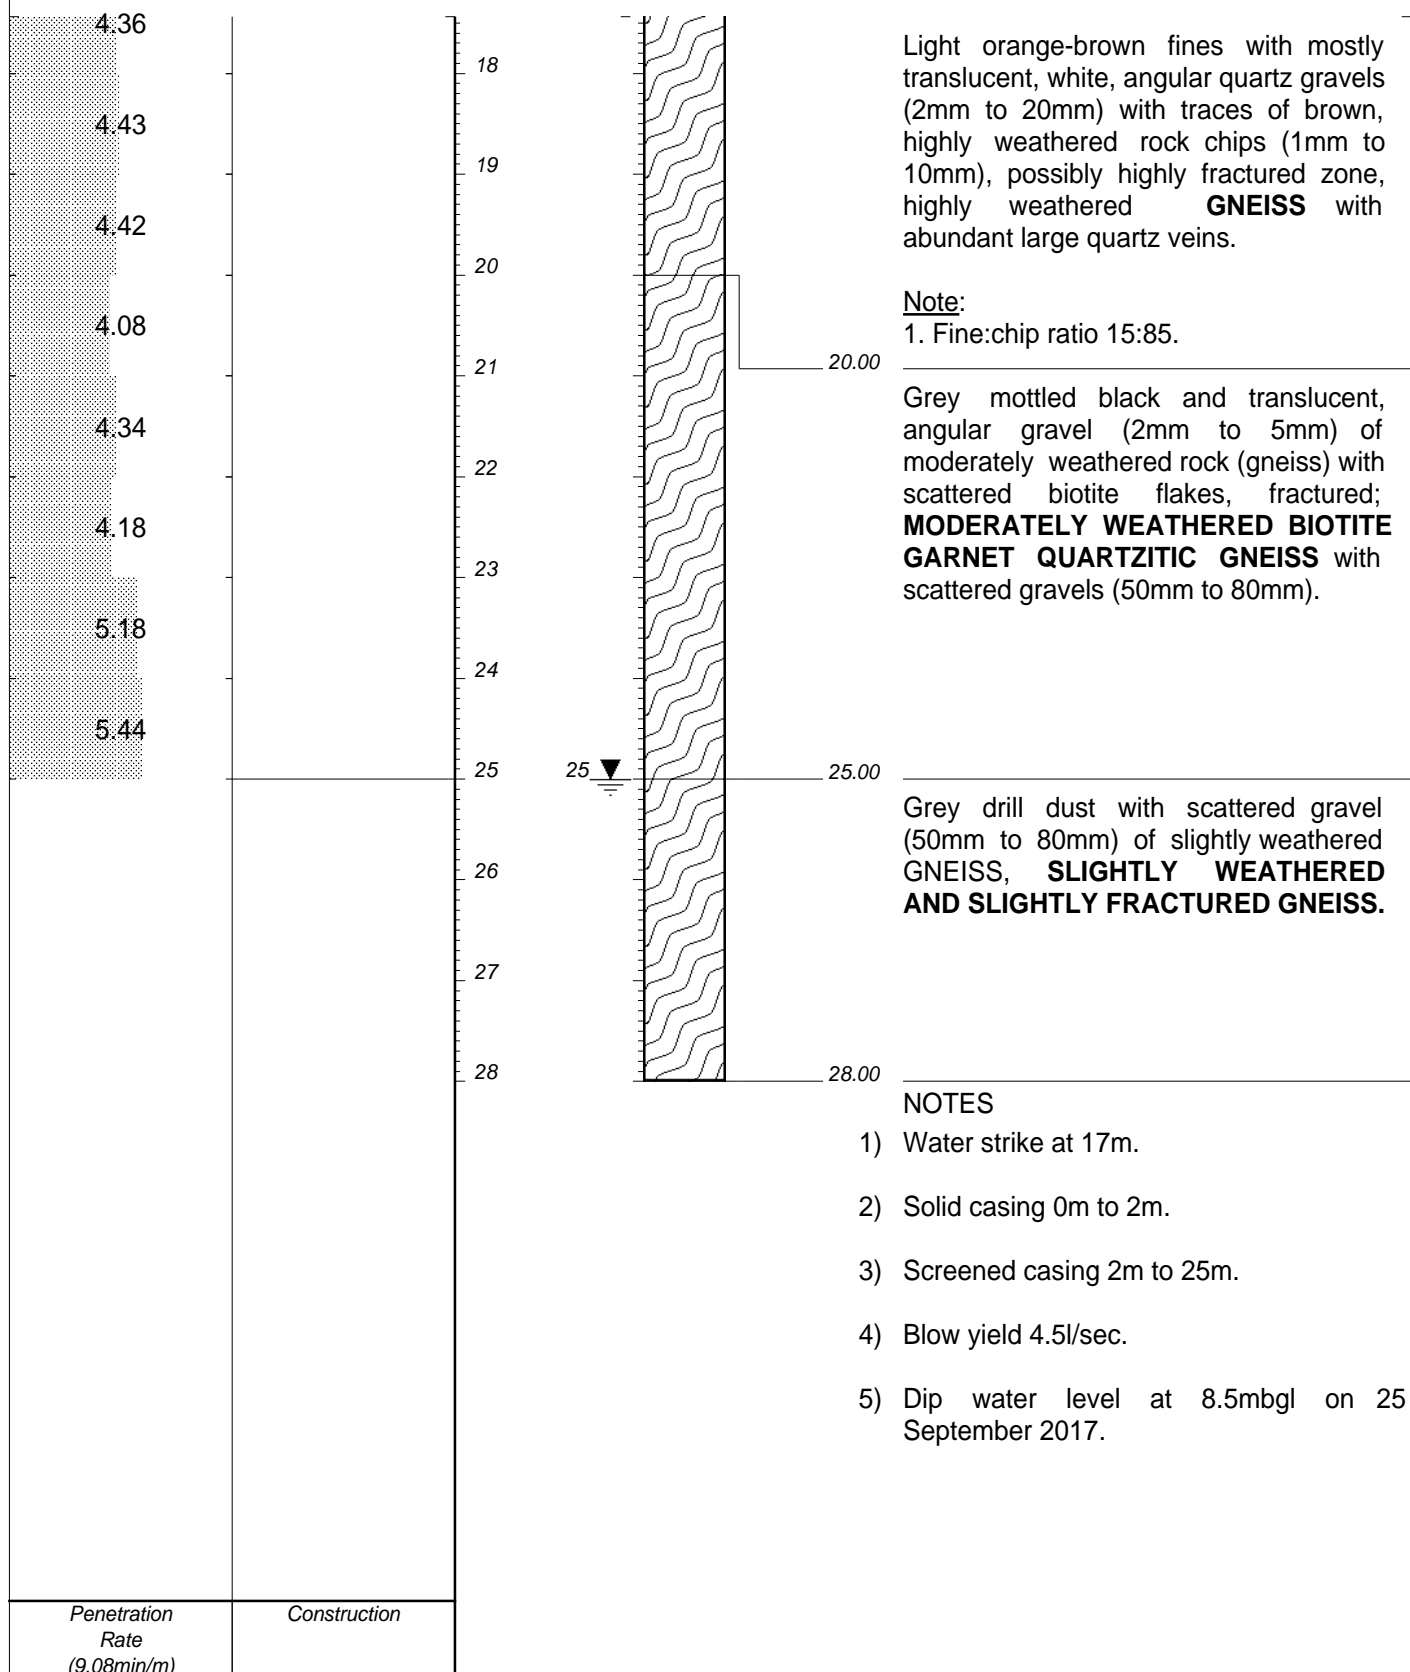 4.36
4.43
4.42
4.08
4.34
4.18
5.18
5.44
18
19
20
21
22
23
24
25
26
27
28
25
20.00
25.00
28.00
Light orange-brown fines with mostly
translucent, white, angular quartz gravels
(2mm to 20mm) with traces of brown,
highly weathered rock chips (1mm to
10mm), possibly highly fractured zone,
highly weathered GNEISS with
abundant large quartz veins.
Note:
1. Fine:chip ratio 15:85.
Grey mottled black and translucent,
angular gravel (2mm to 5mm) of
moderately weathered rock (gneiss) with
scattered biotite flakes, fractured;
MODERATELY WEATHERED BIOTITE
GARNET QUARTZITIC GNEISS with
scattered gravels (50mm to 80mm).
Grey drill dust with scattered gravel
(50mm to 80mm) of slightly weathered
GNEISS, SLIGHTLY WEATHERED
AND SLIGHTLY FRACTURED GNEISS.
NOTES
1) Water strike at 17m.
2) Solid casing 0m to 2m.
3) Screened casing 2m to 25m.
4) Blow yield 4.5l/sec.
5) Dip water level at 8.5mbgl on 25
September 2017.
Penetration
Rate
(9.08min/m)
Construction